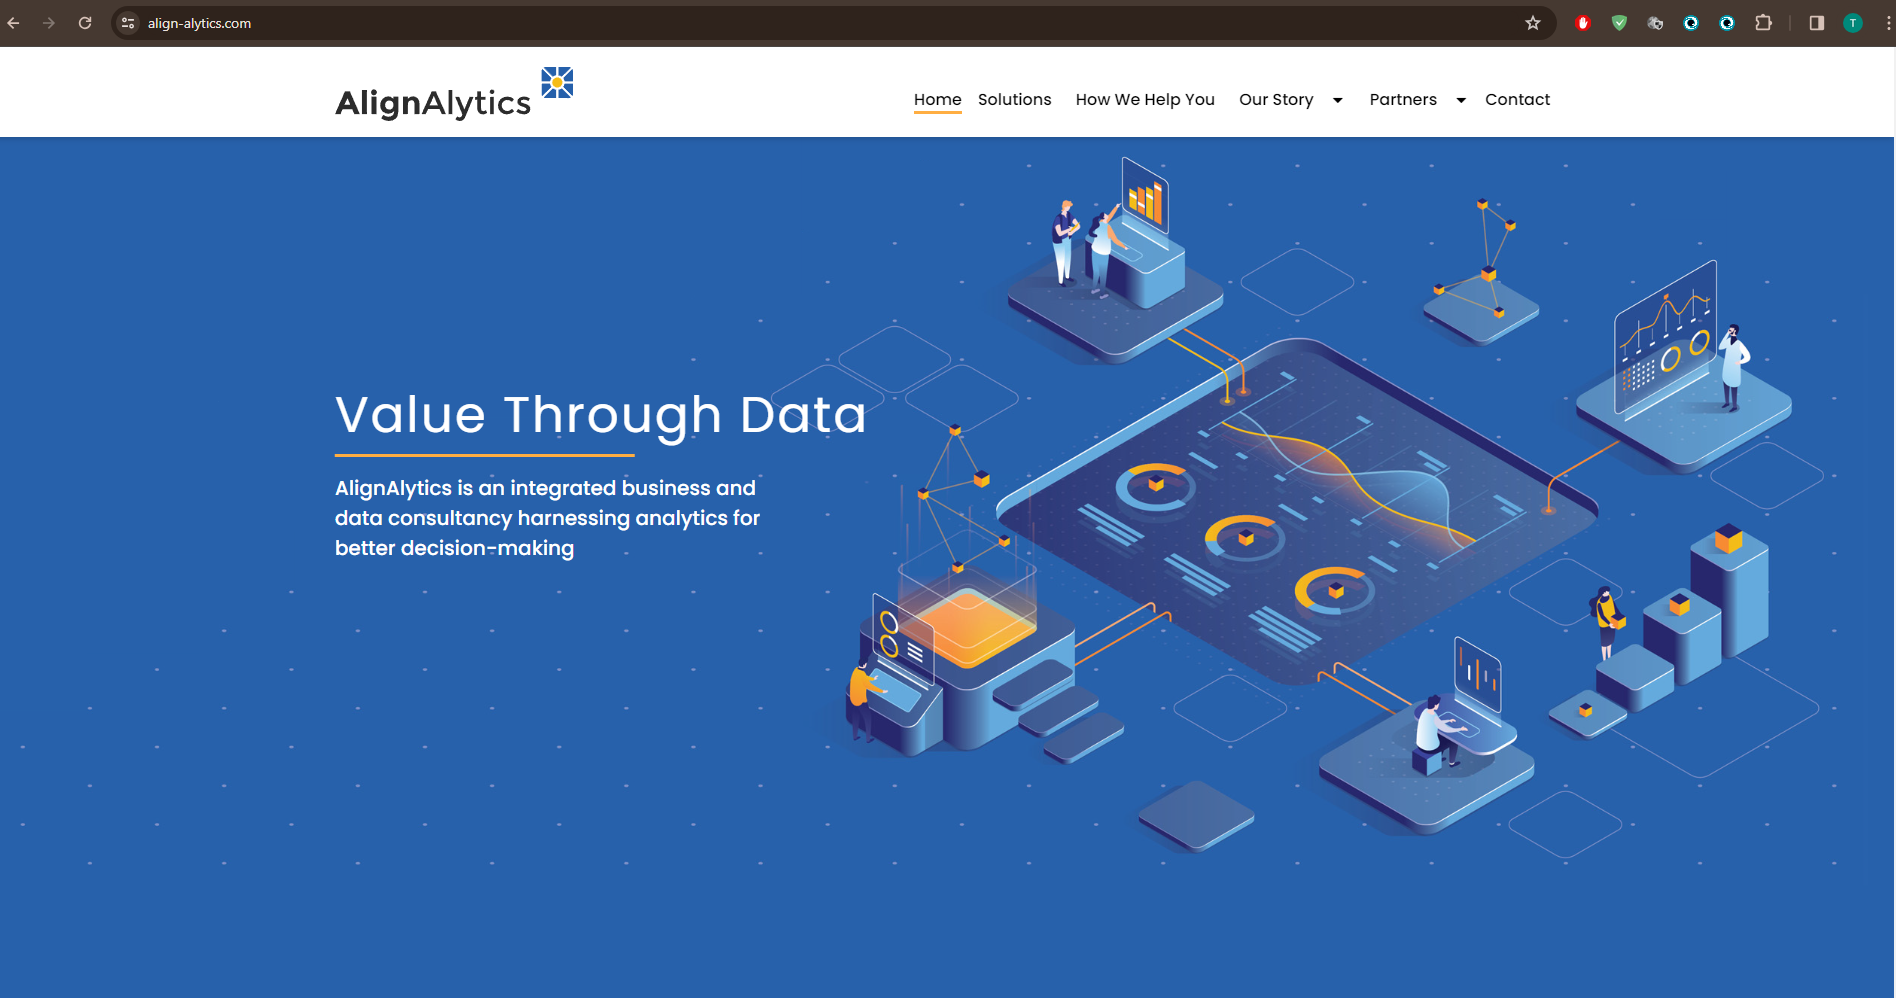 align-alytics.com
T
AlignAlytics
Home Solutions How We Help You Our Story Partners Contact
Value Through Data
AlignAlytics is an integrated business and
data consultancy harnessing analytics for
better decision-making